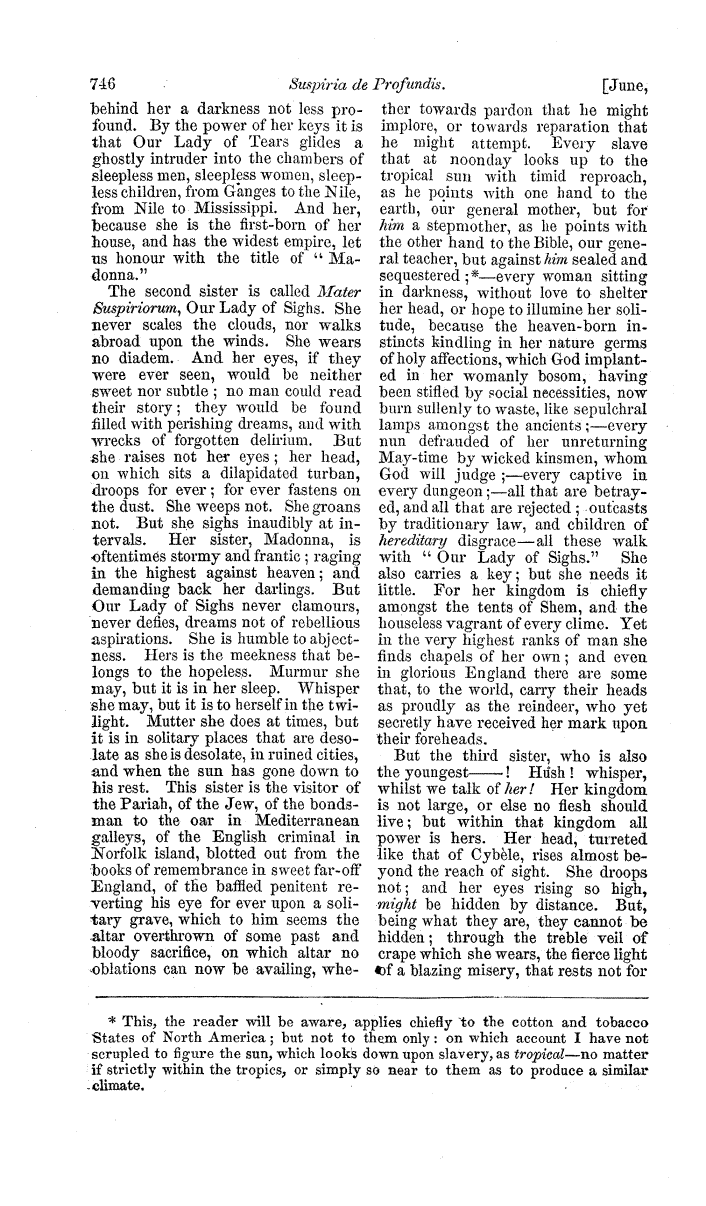 746 Suspiria de Profundis. [June,
behind her a darkness not less pro-
found. By the power of her keys it is
that Our Lady of Tears glides a
ghostly intruder into the chambers of
sleepless men, sleepless women, sleep-
less children, from Ganges to the Nile,
from Nile to Mississippi. And her,
because she is the first-born of her
house, and has the widest empire, let
us honour with the title of " Ma-
donna."
The second sister is called Mater
Suspiriorum, Our Lady of Sighs. She
never scales the clouds, nor walks
abroad upon the winds. She wears
no diadem. And her eyes, if they
were ever seen, would be neither
sweet nor subtle ; no man could read
their story ; they would be found
filled with perishing dreams, and with
wrecks of forgotten delirium. But
she raises not her eyes ; her head,
on which sits a dilapidated turban,
droops for ever ; for ever fastens on
the dust. She weeps not. She groans
not. But she sighs inaudibly at in-
tervals. Her sister, Madonna, is
oftentimes stormy and frantic ; raging
in the highest against heaven ; and
demanding back her darlings. But
Our Lady of Sighs never clamours,
never defies, dreams not of rebellious
aspirations. She is humble to abject-
ness. Hers is the meekness that be-
longs to the hopeless. Murmur she
may, but it is in her sleep. Whisper
she may, but it is to herself in the twi-
light. Mutter she does at times, but
it is in solitary places that are deso-
late as she is desolate, in ruined cities,
and when the sun has gone down to
his rest. This sister is the visitor of
the Pariah, of the Jew, of the bonds-
man to the oar in Mediterranean
galleys, of the English criminal in
Norfolk island, blotted out from the
books of remembrance in sweet far-off
England, of the baffled penitent re-
verting his eye for ever upon a soli-
tary grave, which to him seems the
altar overthrown of some past and
bloody sacrifice, on which altar no
oblations can now be availing, whe-
ther towards pardon that he might
implore, or towards reparation that
he might attempt. Every slave
that at noonday looks up to the
tropical sun with timid reproach,
as he points with one hand to the
earth, our general mother, but for
him a stepmother, as he points with
the other hand to the Bible, our gene-
ral teacher, but against him sealed and
sequestered ;*—every woman sitting
in darkness, without love to shelter
her head, or hope to illumine her soli-
tude, because the heaven-born in-
stincts kindling in her nature germs
of holy affections, which God implant-
ed in her womanly bosom, having
been stifled by social necessities, now
burn sullenly to waste, like sepulchral
lamps amongst the ancients ;—every
nun defrauded of her unreturning
May-time by wicked kinsmen, whom
God will judge ;—every captive in
every dungeon ;—all that are betray-
ed, and all that are rejected ; outcasts
by traditionary law, and children of
hereditary disgrace—all these walk
with " Our Lady of Sighs." She
also carries a key ; but she needs it
little. For her kingdom is chiefly
amongst the tents of Shem, and the
houseless vagrant of every clime. Yet
in the very highest ranks of man she
finds chapels of her own ; and even
in glorious England there are some
that, to the world, carry their heads
as proudly as the reindeer, who yet
secretly have received her mark upon
their foreheads.
But the third sister, who is also
the youngest——! Hush ! whisper,
whilst we talk of her! Her kingdom
is not large, or else no flesh should
live ; but within that kingdom all
power is hers. Her head, turreted
like that of Cybèle, rises almost be-
yond the reach of sight. She droops
not ; and her eyes rising so high,
might be hidden by distance. But,
being what they are, they cannot be
hidden ; through the treble veil of
crape which she wears, the fierce light
of a blazing misery, that rests not for
* This, the reader will be aware, applies chiefly to the cotton and tobacco
States of North America ; but not to them only : on which account I have not
scrupled to figure the sun, which looks down upon slavery, as tropical—no matter
if strictly within the tropics, or simply so near to them as to produce a similar
climate.